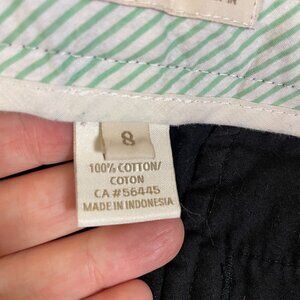 8
100% COTTON/
COTON
CA #56445
MADE IN INDONESIA